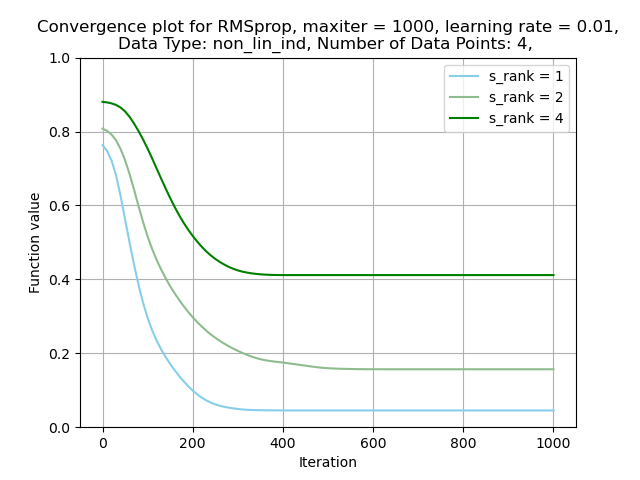 Convergence plot for RMSprop, maxiter = 1000, learning rate = 0.01,
Data Type: non_lin_ind, Number of Data Points: 4,
1.0
0.8
0.6
0.4
0.2
0.0
Function value
s_rank = 1
s_rank = 2
s_rank = 4
0 200 400 600 800 1000
Iteration